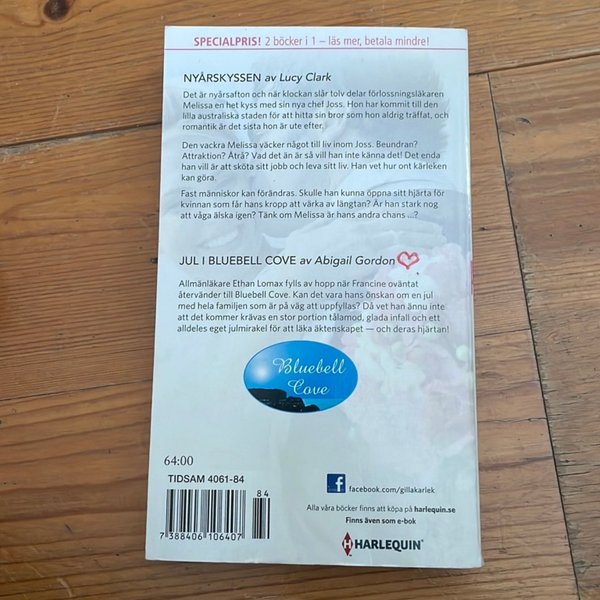 SPECIALPRIS! 2 böcker i 1 – läs mer, betala mindre!
NYÅRSKYSSEN av Lucy Clark
Det är nyårsafton och när klockan slår tolv delar förlossningsläkaren
Melissa en het kyss med sin nya chef Joss. Hon har kommit till den
lilla australiska staden för att hitta sin bror som hon aldrig träffat, och
romantik är det sista hon är ute efter.
Den vackra Melissa väcker något till liv inom Joss. Beundran?
Attraktion? Åtrå? Vad det än är så vill han inte känna det! Det enda
han vill är att sköta sitt jobb och leva sitt liv. Han vet hur ont kärleken
kan göra.
Fast människor kan förändras. Skulle han kunna öppna sitt hjärta för
kvinnan som får hans kropp att värka av längtan? Är han stark nog
att våga älska igen? Tänk om Melissa är hans andra chans ...?
JUL I BLUEBELL COVE av Abigail Gordon
Allmänläkare Ethan Lomax fylls av hopp när Francine oväntat
återvänder till Bluebell Cove. Kan det vara hans önskan om en jul
med hela familjen som är på väg att uppfyllas? Då vet han ännu inte
att det kommer krävas en stor portion tålamod, glada infall och ett
alldeles eget julmirakel för att läka äktenskapet — och deras hjärtan!
Bluebell
Cove
64:00
TIDSAM 4061-84
84
7388406106407
f facebook.com/gillakarlek
Alla våra böcker finns att köpa på harlequin.se
Finns även som e-bok
HARLEQUIN®